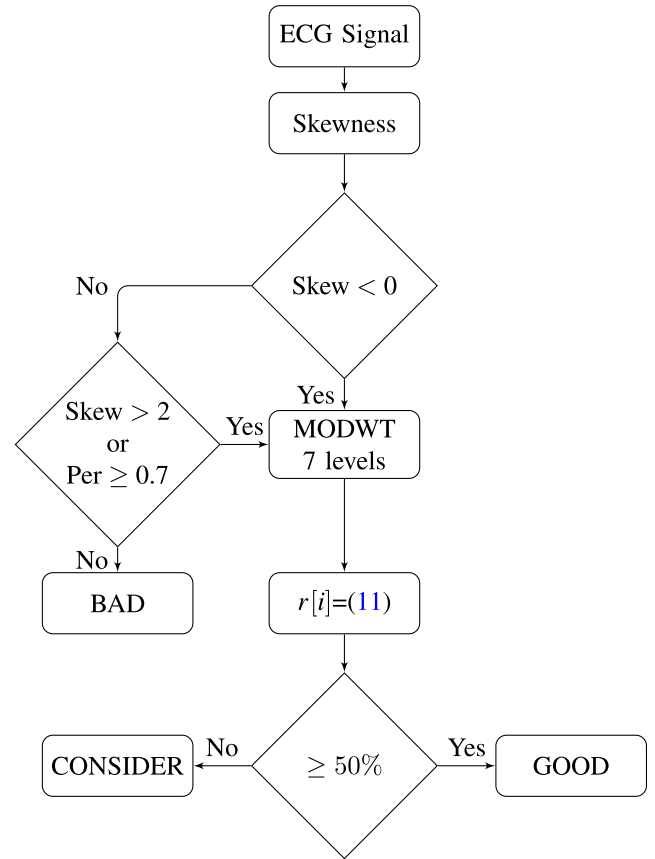 ECG Signal
Skewness
Skew < 0
No
Yes
Skew > 2
or
Per ≥ 0.7
Yes
MODWT
7 levels
No
BAD
r[i]=(11)
≥ 50%
No
CONSIDER
Yes
GOOD